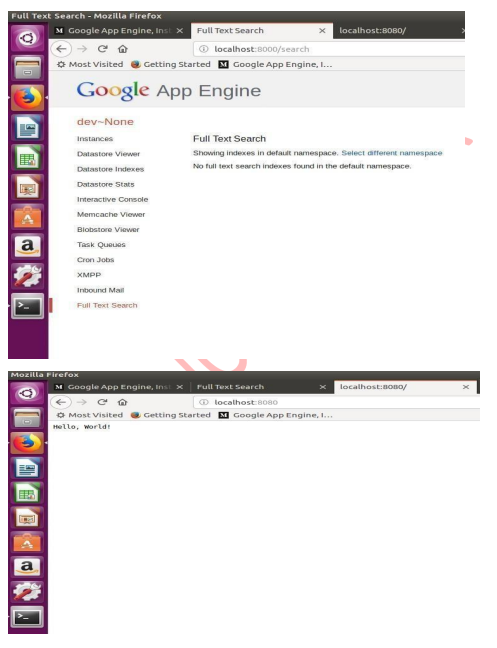 Full Text Search - Mozilla Firefox
M Google App Engine, Inst × Full Text Search × localhost:8080/ ×
localhost:8000/search
Most Visited Getting Started M Google App Engine, I...
Google App Engine
dev~None
Instances
Datastore Viewer
Datastore Indexes
Datastore Stats
Interactive Console
Memcache Viewer
Blobstore Viewer
Task Queues
Cron Jobs
XMPP
Inbound Mail
Full Text Search
Full Text Search
Showing indexes in default namespace. Select different namespace
No full text search indexes found in the default namespace.
Mozilla Firefox
M Google App Engine, Inst × Full Text Search × localhost:8080/ ×
localhost:8080
Most Visited Getting Started M Google App Engine, I...
Hello, World!